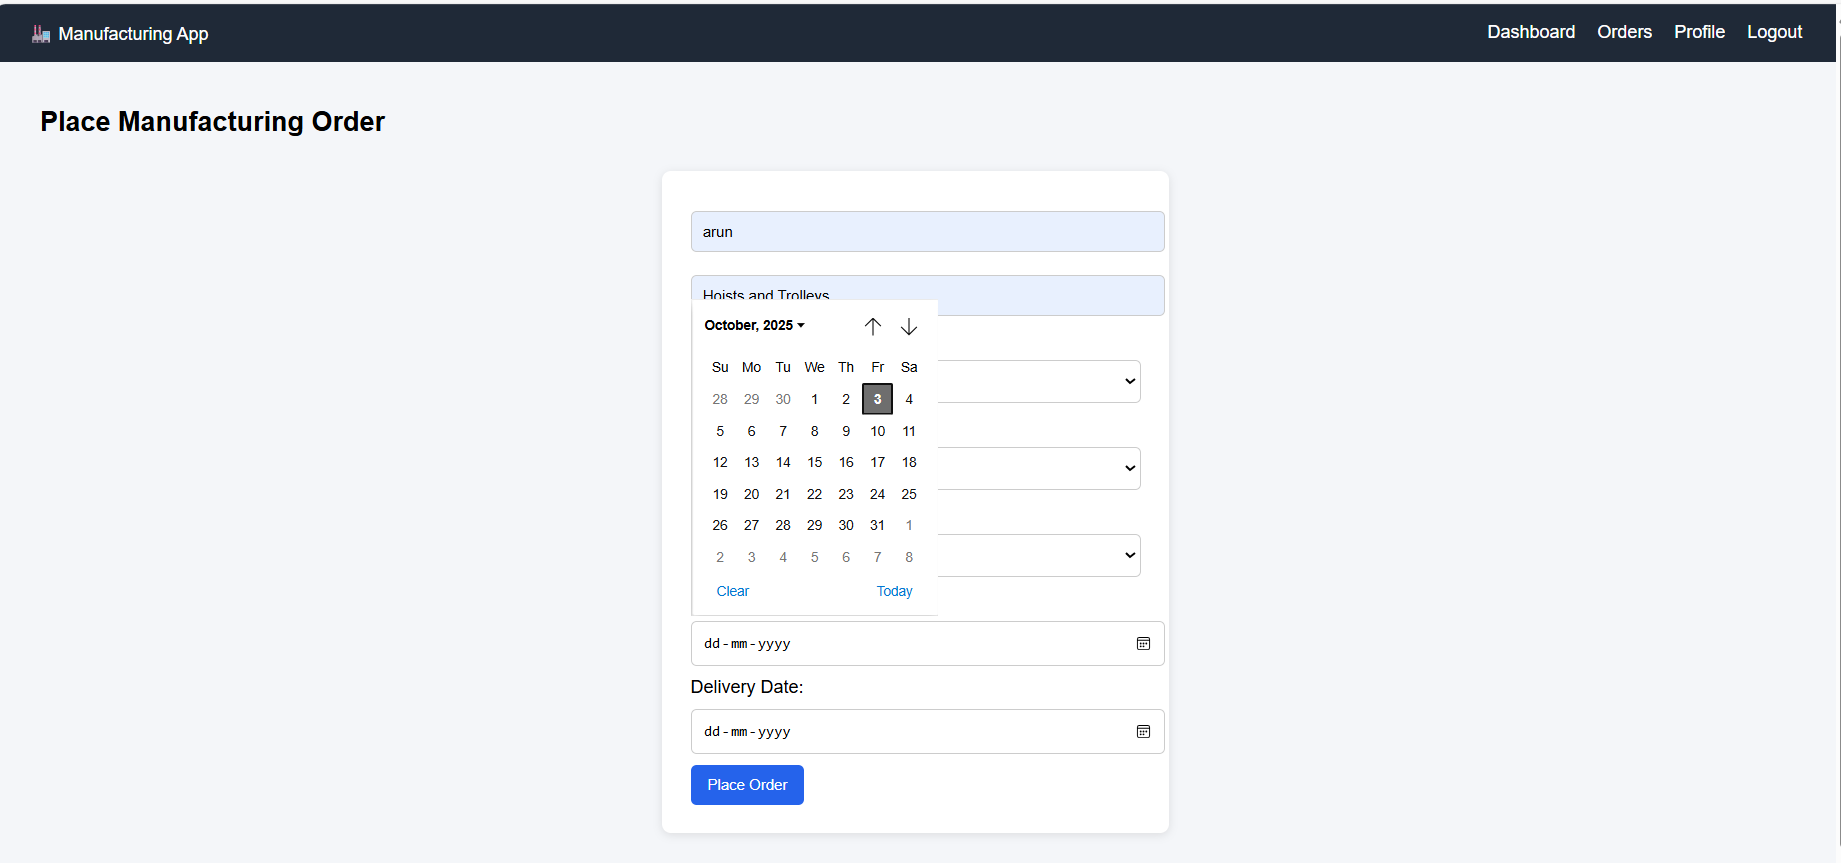 Manufacturing App
Dashboard Orders Profile Logout
Place Manufacturing Order
arun
Hoists and Trolleys
October, 2025
Su Mo Tu We Th Fr Sa
28 29 30 1 2 3 4
5 6 7 8 9 10 11
12 13 14 15 16 17 18
19 20 21 22 23 24 25
26 27 28 29 30 31 1
2 3 4 5 6 7 8
Clear Today
dd-mm-yyyy
Delivery Date:
dd-mm-yyyy
Place Order